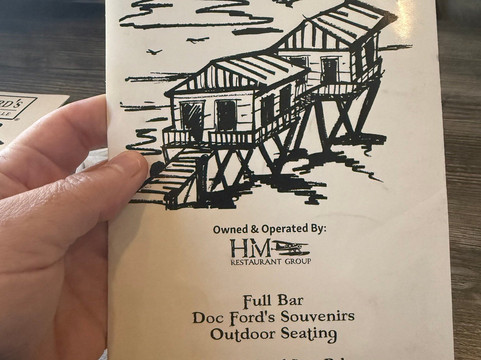 Owned & Operated By:
HM
RESTAURANT GROUP
Full Bar
Doc Ford's Souvenirs
Outdoor Seating